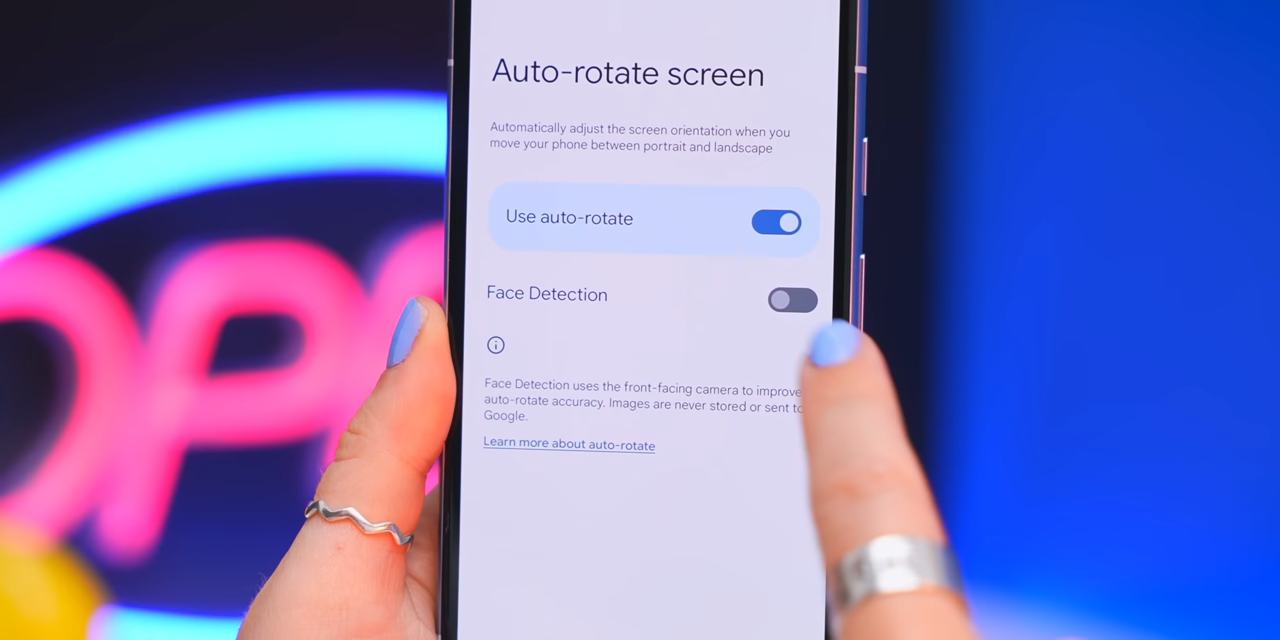 Auto-rotate screen
Automatically adjust the screen orientation when you
move your phone between portrait and landscape
Use auto-rotate
Face Detection
Face Detection uses the front-facing camera to improve
auto-rotate accuracy. Images are never stored or sent to
Google.
Learn more about auto-rotate